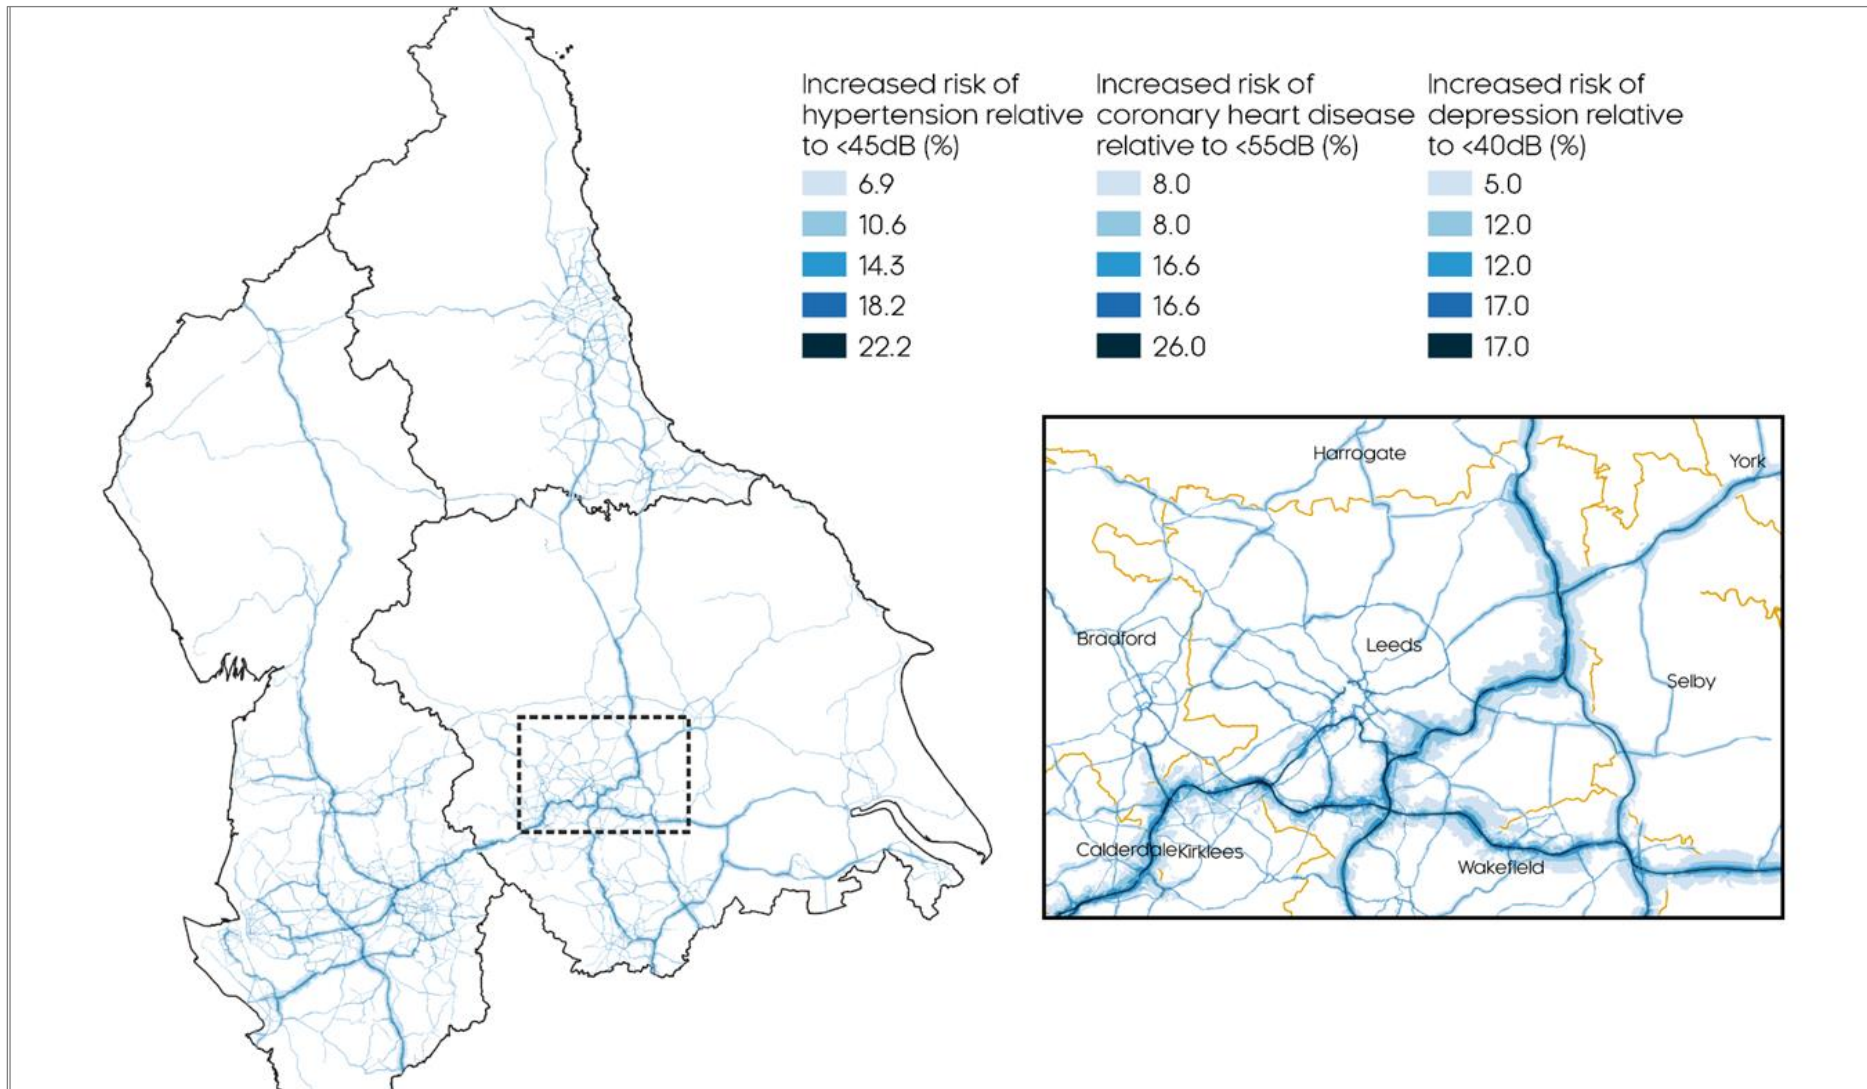 Increased risk of
hypertension relative
to <45dB (%)
6.9
10.6
14.3
18.2
22.2
Increased risk of
coronary heart disease
relative to <55dB (%)
8.0
8.0
16.6
16.6
26.0
Increased risk of
depression relative
to <40dB (%)
5.0
12.0
12.0
17.0
17.0
Harrogate
York
Bradford
Leeds
Selby
Calderdale
Kirklees
Wakefield